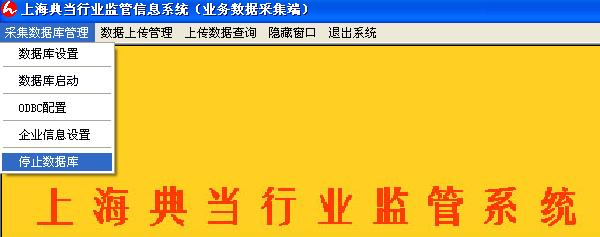 上海典当行业监管信息系统（业务数据采集端）
采集数据库管理 数据上传管理 上传数据查询 隐藏窗口 退出系统
数据库设置
数据库启动
ODBC配置
企业信息设置
停止数据库
上海典当行业监管系统